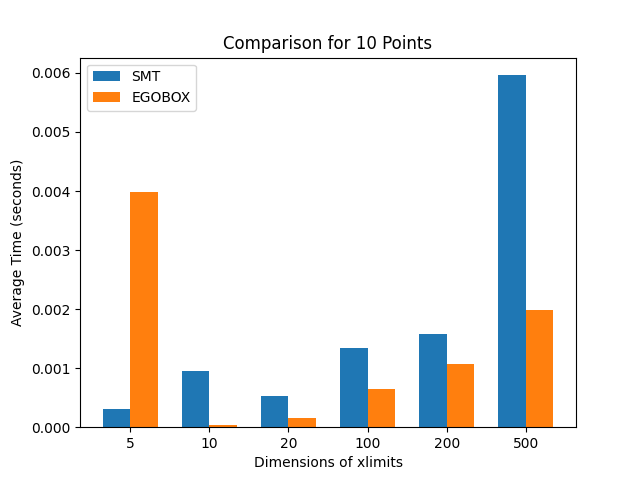 Comparison for 10 Points
SMT
EGOBOX
Average Time (seconds)
0.006
0.005
0.004
0.003
0.002
0.001
0.000
5 10 20 100 200 500
Dimensions of xlimits